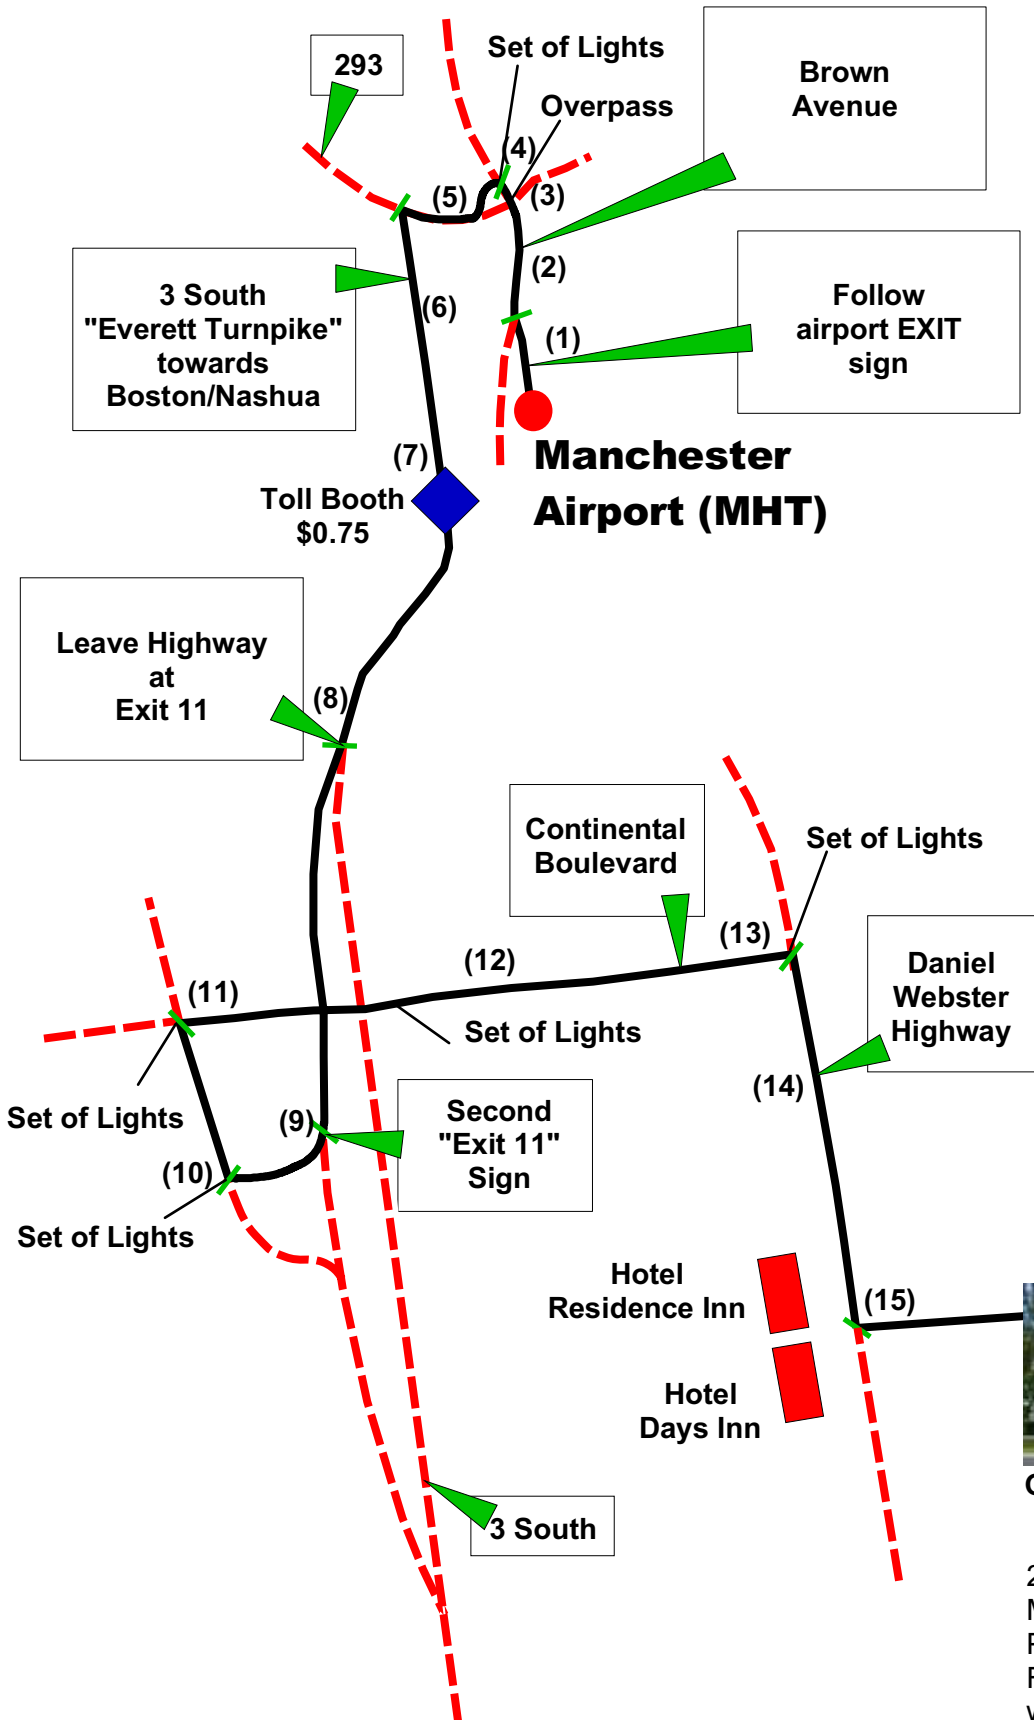 293
Set of Lights
Overpass
Brown
Avenue
(4)
(5)
(3)
(2)
3 South
"Everett Turnpike"
towards
Boston/Nashua
(6)
(1)
Follow
airport EXIT
sign
(7)
Manchester
Airport (MHT)
Toll Booth
$0.75
Leave Highway
at
Exit 11
(8)
Continental
Boulevard
Set of Lights
(13)
(12)
Daniel
Webster
Highway
(11)
Set of Lights
(14)
Set of Lights
(9)
Second
"Exit 11"
Sign
(10)
Set of Lights
Hotel
Residence Inn
(15)
Hotel
Days Inn
3 South